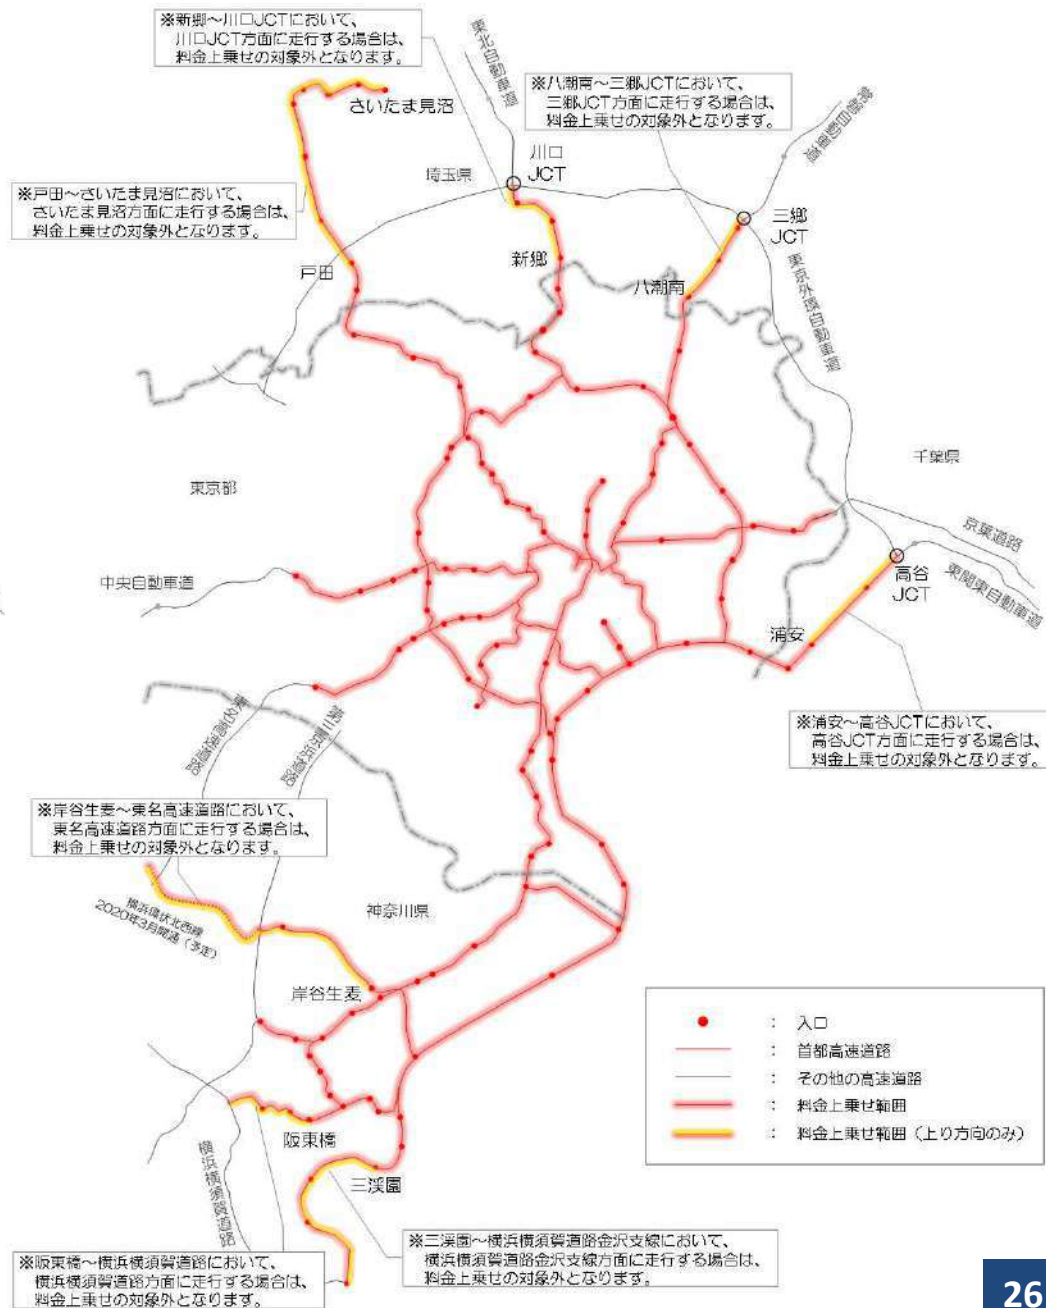 ※新郷～川口JCTにおいて、
川口JCT方面に走行する場合は、
料金上乗せの対象外となります。
東北自動車道
※八潮南～三郷JCTにおいて、
三郷JCT方面に走行する場合は、
料金上乗せの対象外となります。
常磐自動車道
さいたま見沼
川口
JCT
埼玉県
※戸田～さいたま見沼において、
さいたま見沼方面に走行する場合は、
料金上乗せの対象外となります。
三郷
JCT
戸田
新郷
八潮南
東京外環自動車道
千葉県
東京都
京葉道路
中央自動車道
高谷
JCT
東関東自動車道
浦安
東名高速道路
第三京浜道路
※浦安～高谷JCTにおいて、
高谷JCT方面に走行する場合は、
料金上乗せの対象外となります。
※岸谷生麦～東名高速道路において、
東名高速道路方面に走行する場合は、
料金上乗せの対象外となります。
横浜環状北西線
2020年3月開通（予定）
神奈川県
岸谷生麦
： 入口
： 首都高速道路
： その他の高速道路
： 料金上乗せ範囲
： 料金上乗せ範囲（上り方向のみ）
阪東橋
横浜横須賀道路
三溪園
※阪東橋～横浜横須賀道路において、
横浜横須賀道路方面に走行する場合は、
料金上乗せの対象外となります。
※三溪園～横浜横須賀道路金沢支線において、
横浜横須賀道路金沢支線方面に走行する場合は、
料金上乗せの対象外となります。
26